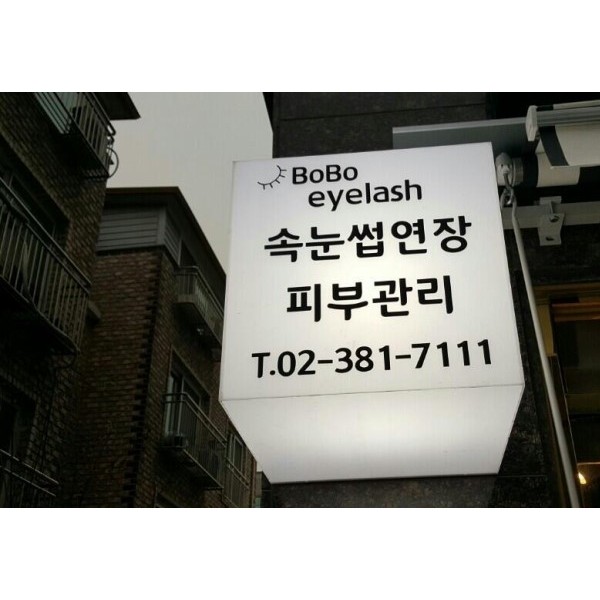 BoBo
eyelash
속눈썹연장
피부관리
T.02-381-7111